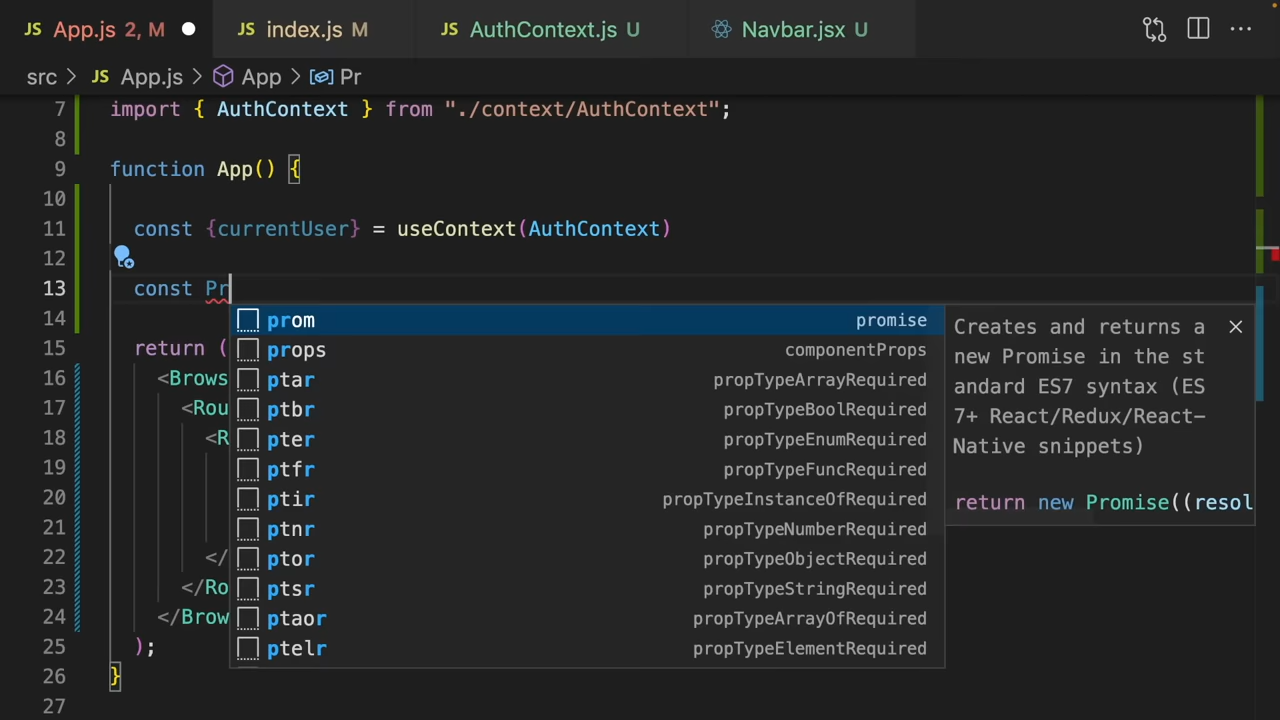 JS App.js 2, M JS index.js M JS AuthContext.js U Navbar.jsx U
src > JS App.js > App > Pr
7 import { AuthContext } from "./context/AuthContext";
8
9 function App() {
10
11 const {currentUser} = useContext(AuthContext)
12
13 const Pr
14
15 return (
16 <Brows
17 <Rou
18 <R
19
20
21
22 </
23 </Ro
24 </Brow
25 );
26 }
27
prom promise
props componentProps
ptar propTypeArrayRequired
ptbr propTypeBoolRequired
pter propTypeEnumRequired
ptfr propTypeFuncRequired
ptir propTypeInstanceOfRequired
ptnr propTypeNumberRequired
ptor propTypeObjectRequired
ptsr propTypeStringRequired
ptaor propTypeArrayOfRequired
ptelr propTypeElementRequired
Creates and returns a
new Promise in the st
andard ES7 syntax (ES
7+ React/Redux/React-
Native snippets)
return new Promise((resol